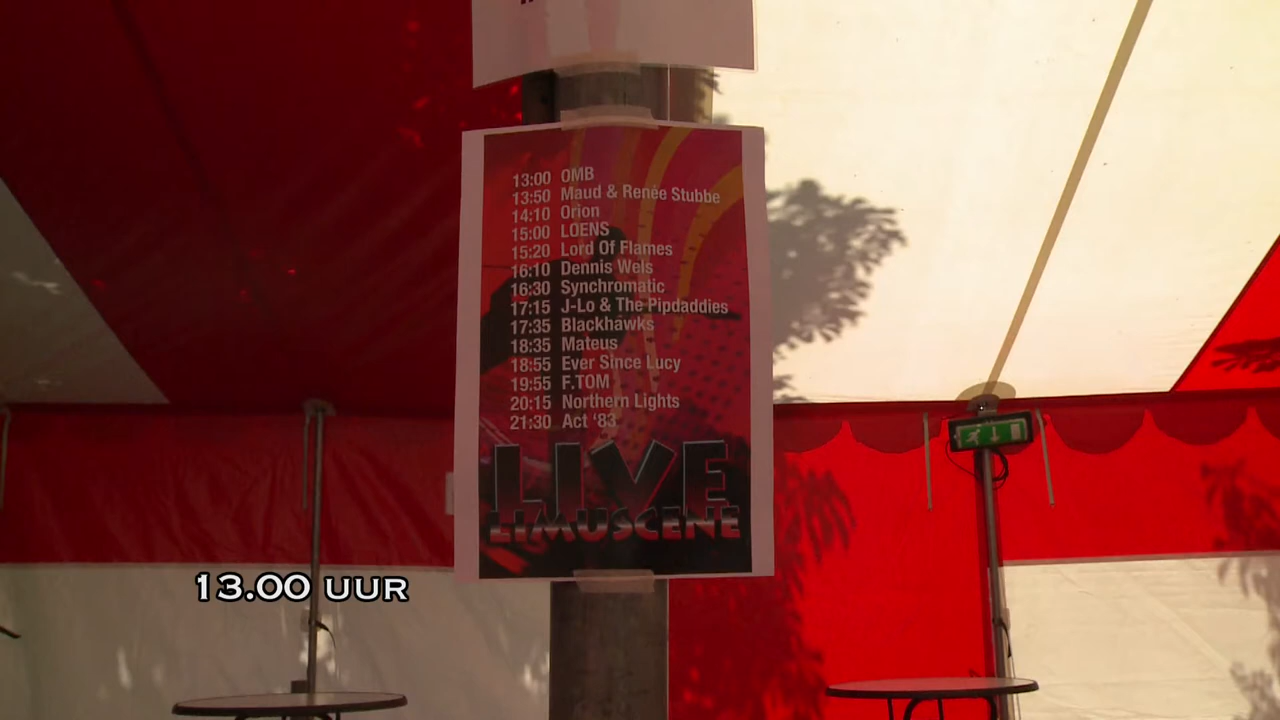 13:00 OMB
13:50 Maud & Renée Stubbe
14:10 Orion
15:00 LOENS
15:20 Lord Of Flames
16:10 Dennis Wels
16:30 Synchromatic
17:15 J-Lo & The Pipdaddies
17:35 Blackhawks
18:35 Mateus
18:55 Ever Since Lucy
19:55 F.TOM
20:15 Northern Lights
21:30 Act '83
LIVE
LIMUSCENE
13.00 UUR